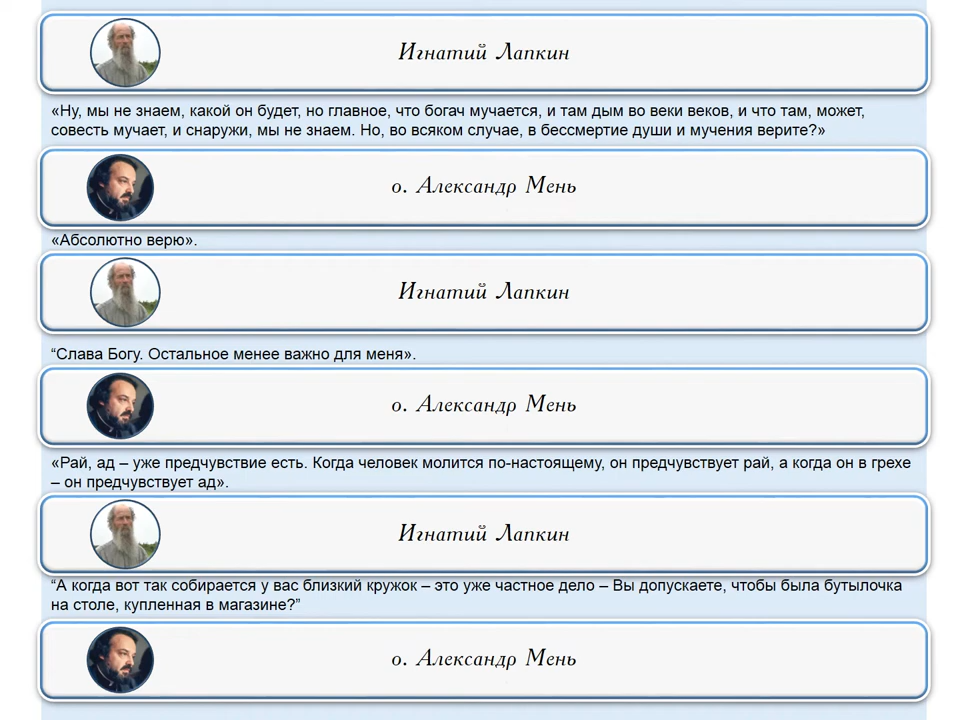 Игнатий Лапкин
«Ну, мы не знаем, какой он будет, но главное, что богач мучается, и там дым во веки веков, и что там, может,
совесть мучает, и снаружи, мы не знаем. Но, во всяком случае, в бессмертие души и мучения верите?»
о. Александр Мень
«Абсолютно верю».
Игнатий Лапкин
“Слава Богу. Остальное менее важно для меня».
о. Александр Мень
«Рай, ад – уже предчувствие есть. Когда человек молится по-настоящему, он предчувствует рай, а когда он в грехе
– он предчувствует ад».
Игнатий Лапкин
“А когда вот так собирается у вас близкий кружок – это уже частное дело – Вы допускаете, чтобы была бутылочка
на столе, купленная в магазине?”
о. Александр Мень